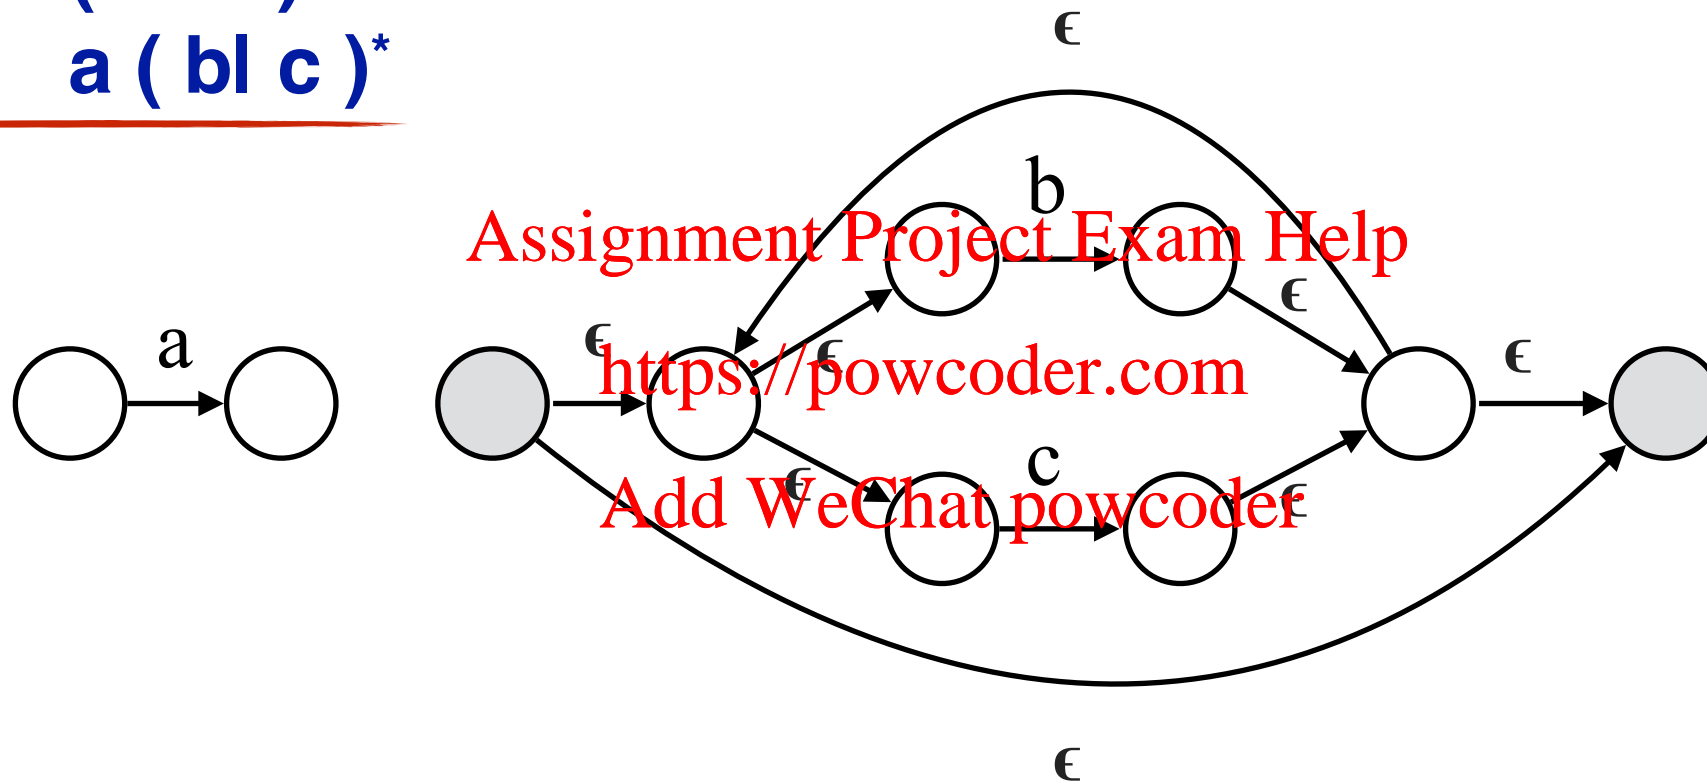 a ( b| c )*
ϵ
b
Assignment Project Exam Help
ϵ
a
ϵ
https://powcoder.com
ϵ
ϵ
c
ϵ
Add WeChat powcoder
ϵ
ϵ